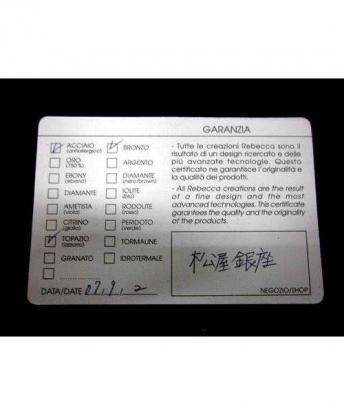 GARANZIA
ACCIAIO
(antiallergico)
BRONZO
ORO
(750 %)
ARGENTO
EBONY
(ebano)
DIAMANTE
(nero/brown)
DIAMANTE
IOLITE
(blu)
AMETISTA
(viola)
RODOLITE
(rosso)
CITRINO
(giallo)
PERIDOTO
(verde)
TOPAZIO
(azzurro)
TORMALINE
GRANATO
IDROTERMALE
- Tutte le creazioni Rebecca sono il
risultato di un design ricercato e delle
più avanzate tecnologie. Questo
certificato ne garantisce l'originalità e
la qualità dei prodotti.
- All Rebecca creations are the result
of a fine design and the most
advanced technologies. This certificate
garantees the quality and the originality
of the products.
松屋銀座
DATA/DATE 07, 9, 2
NEGOZIO/SHOP